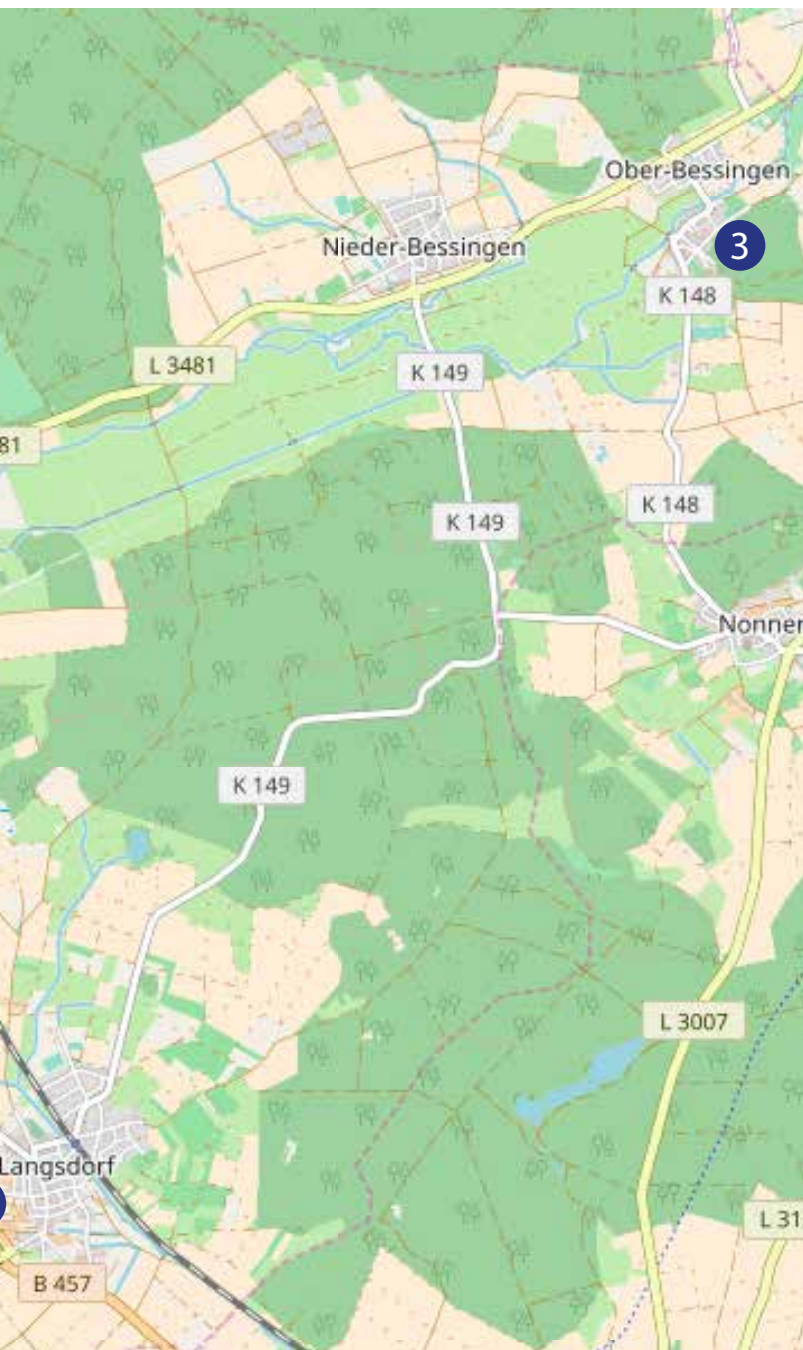 Ober-Bessingen
Nieder-Bessingen
3
K 148
L 3481
K 149
81
K 148
K 149
Nonner
K 149
L 3007
Langsdorf
L 31
B 457